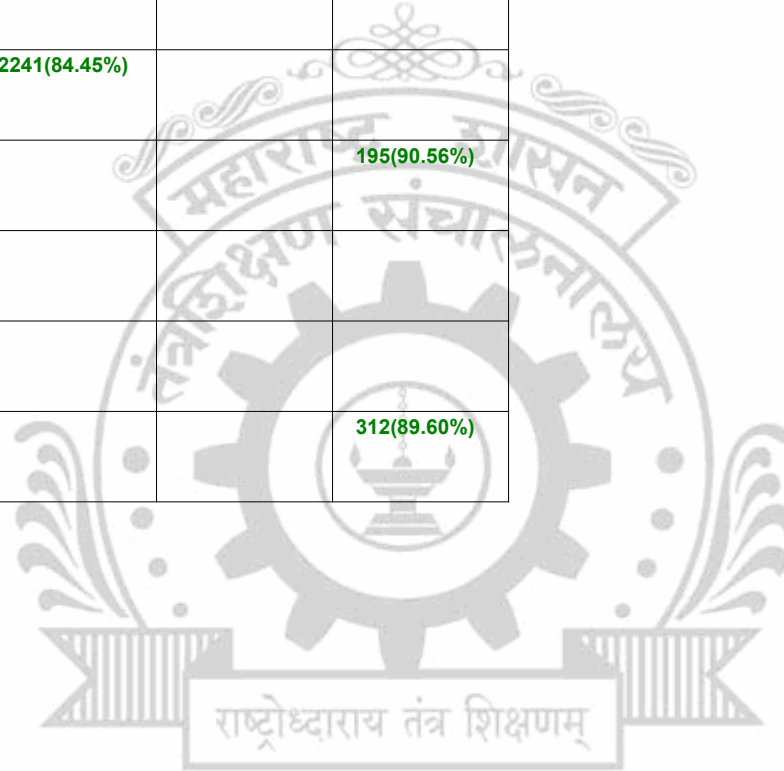 2241(84.45%)
महाराष्ट्र शासन
195(90.56%)
तंत्रशिक्षण संचालनालय
312(89.60%)
राष्ट्रोध्दाराय तंत्र शिक्षणम्